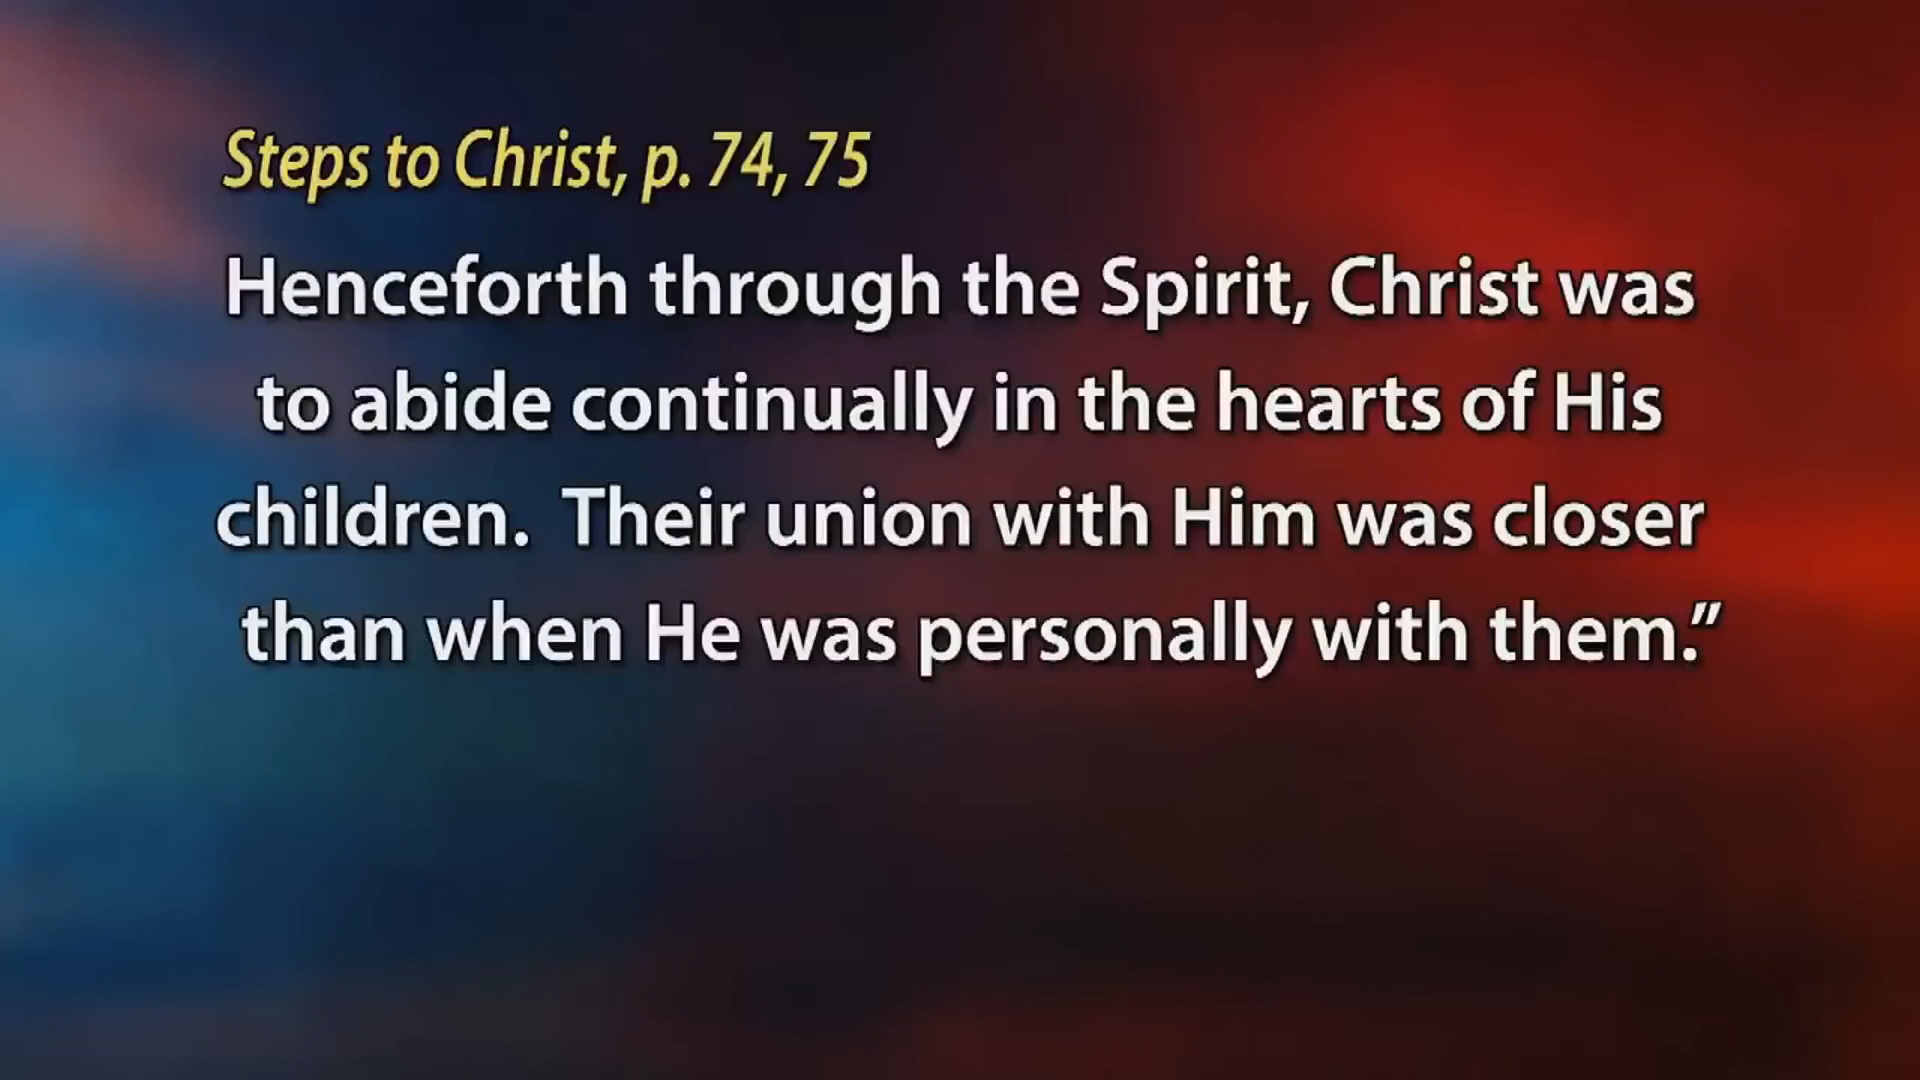 Steps to Christ, p. 74, 75
Henceforth through the Spirit, Christ was
to abide continually in the hearts of His
children.  Their union with Him was closer
than when He was personally with them.”